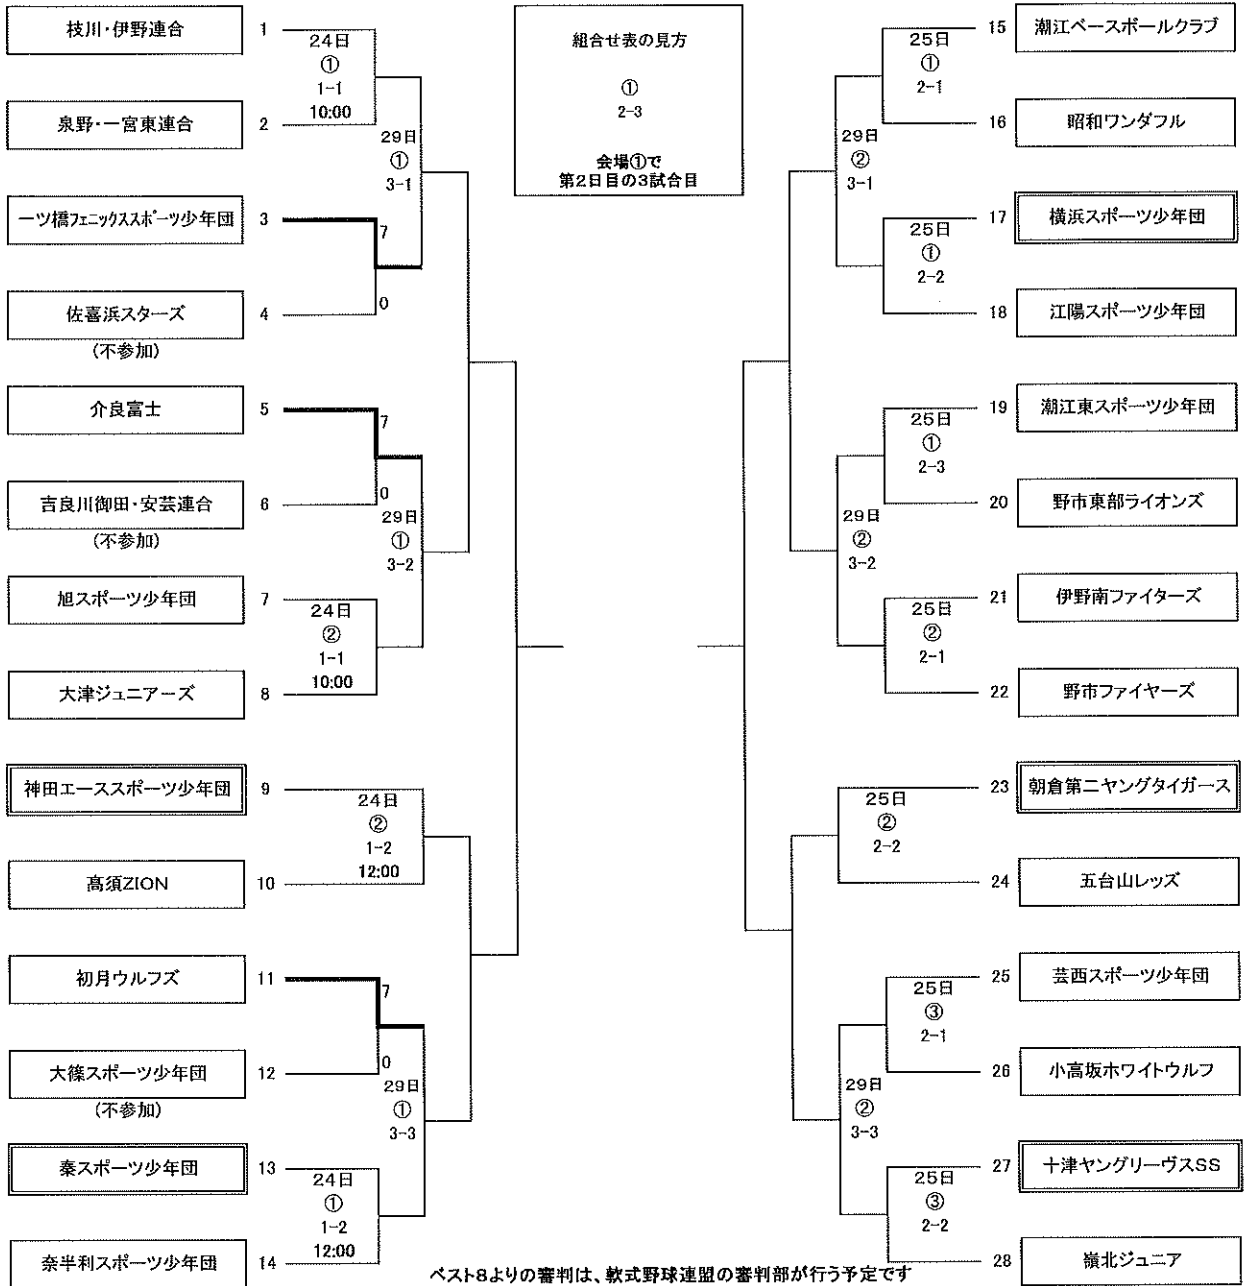 枝川・伊野連合
1
24日
①
1-1
10:00
泉野・一宮東連合
2
29日
①
3-1
一ツ橋フェニックススポーツ少年団
3
7
佐喜浜スターズ
4
0
(不参加)
介良富士
5
7
吉良川御田・安芸連合
6
0
(不参加)
29日
①
3-2
旭スポーツ少年団
7
24日
②
1-1
10:00
大津ジュニアーズ
8
神田エーススポーツ少年団
9
24日
②
1-2
12:00
高須ZION
10
初月ウルフズ
11
7
大篠スポーツ少年団
12
0
(不参加)
29日
①
3-3
秦スポーツ少年団
13
24日
①
1-2
12:00
奈半利スポーツ少年団
14
組合せ表の見方
①
2-3
会場①で
第2日目の3試合目
15
潮江ベースボールクラブ
25日
①
2-1
16
昭和ワンダフル
29日
②
3-1
17
横浜スポーツ少年団
25日
①
2-2
18
江陽スポーツ少年団
19
潮江東スポーツ少年団
25日
①
2-3
20
野市東部ライオンズ
29日
②
3-2
21
伊野南ファイターズ
25日
②
2-1
22
野市ファイヤーズ
23
朝倉第二ヤングタイガース
25日
②
2-2
24
五台山レッズ
25
芸西スポーツ少年団
25日
③
2-1
26
小高坂ホワイトウルフ
29日
②
3-3
27
十津ヤングリーヴスSS
25日
③
2-2
28
嶺北ジュニア
ベスト8よりの審判は、軟式野球連盟の審判部が行う予定です